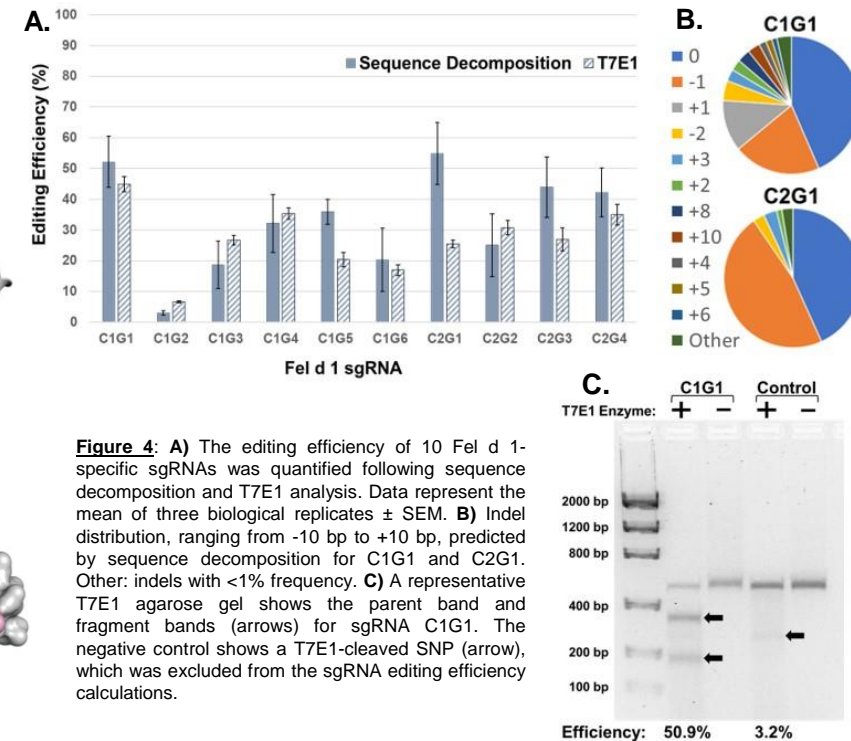 A.
100
90
80
70
60
50
40
30
20
10
0
Editing Efficiency (%)
Sequence Decomposition T7E1
C1G1 C1G2 C1G3 C1G4 C1G5 C1G6 C2G1 C2G2 C2G3 C2G4
Fel d 1 sgRNA
B.
C1G1
0
-1
+1
-2
+3
+2
+8
+10
+4
+5
+6
Other
C2G1
Figure 4: A) The editing efficiency of 10 Fel d 1-
specific sgRNAs was quantified following sequence
decomposition and T7E1 analysis. Data represent the
mean of three biological replicates ± SEM. B) Indel
distribution, ranging from -10 bp to +10 bp, predicted
by sequence decomposition for C1G1 and C2G1.
Other: indels with <1% frequency. C) A representative
T7E1 agarose gel shows the parent band and
fragment bands (arrows) for sgRNA C1G1. The
negative control shows a T7E1-cleaved SNP (arrow),
which was excluded from the sgRNA editing efficiency
calculations.
C.
C1G1 Control
T7E1 Enzyme: + − + −
2000 bp
1200 bp
800 bp
400 bp
200 bp
100 bp
Efficiency: 50.9% 3.2%